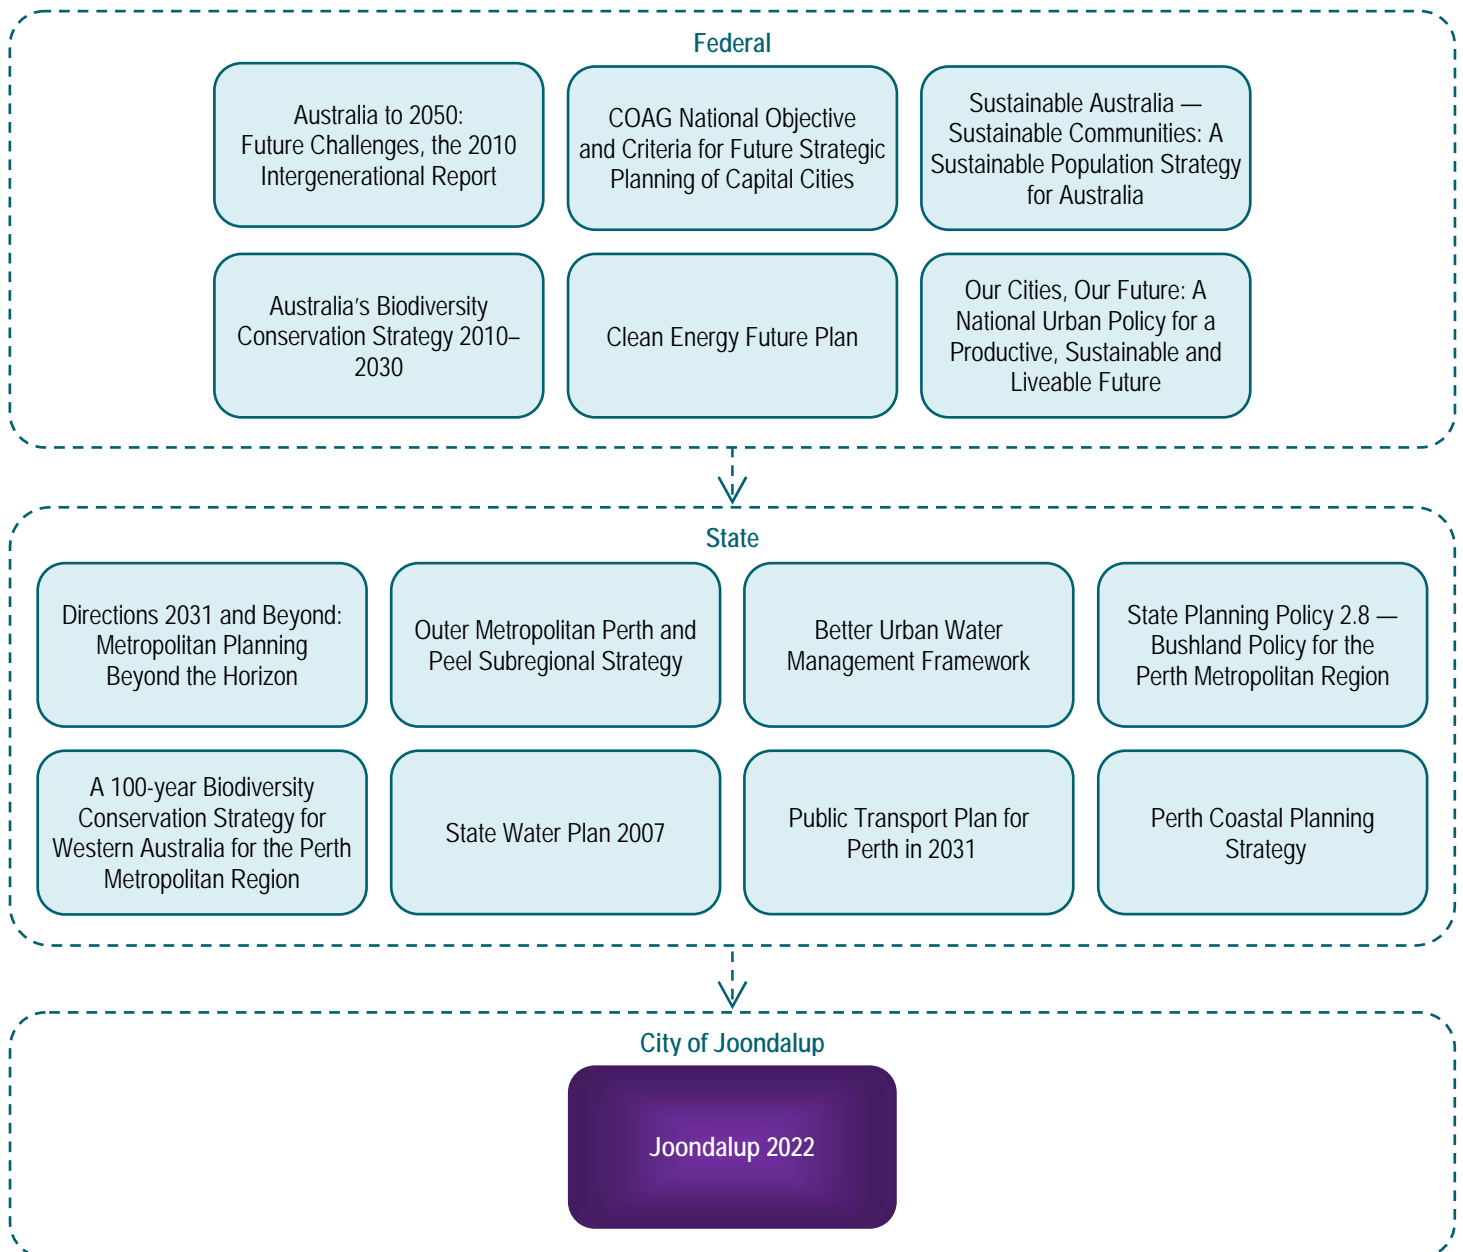 Federal
Australia to 2050:
Future Challenges, the 2010
Intergenerational Report
COAG National Objective
and Criteria for Future Strategic
Planning of Capital Cities
Sustainable Australia —
Sustainable Communities: A
Sustainable Population Strategy
for Australia
Australia’s Biodiversity
Conservation Strategy 2010–
2030
Clean Energy Future Plan
Our Cities, Our Future: A
National Urban Policy for a
Productive, Sustainable and
Liveable Future
State
Directions 2031 and Beyond:
Metropolitan Planning
Beyond the Horizon
Outer Metropolitan Perth and
Peel Subregional Strategy
Better Urban Water
Management Framework
State Planning Policy 2.8 —
Bushland Policy for the
Perth Metropolitan Region
A 100-year Biodiversity
Conservation Strategy for
Western Australia for the Perth
Metropolitan Region
State Water Plan 2007
Public Transport Plan for
Perth in 2031
Perth Coastal Planning
Strategy
City of Joondalup
Joondalup 2022